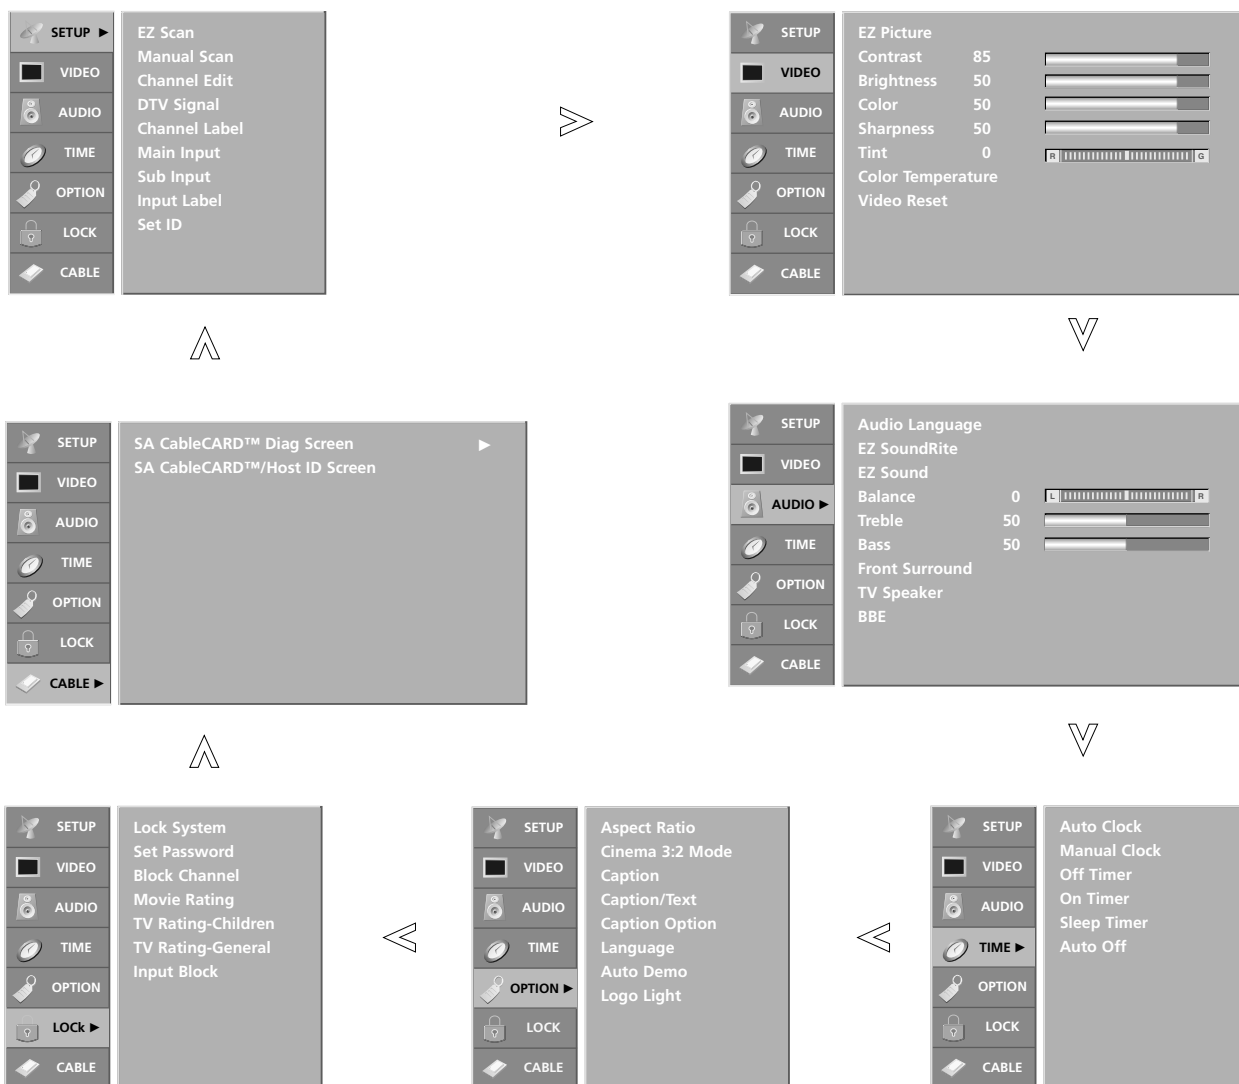 SETUP ►
VIDEO
AUDIO
TIME
OPTION
LOCK
CABLE
EZ Scan
Manual Scan
Channel Edit
DTV Signal
Channel Label
Main Input
Sub Input
Input Label
Set ID
SETUP
VIDEO
AUDIO
TIME
OPTION
LOCK
CABLE
EZ Picture
Contrast 85
Brightness 50
Color 50
Sharpness 50
Tint 0 R G
Color Temperature
Video Reset
SETUP
VIDEO
AUDIO
TIME
OPTION
LOCK
CABLE ►
SA CableCARD™ Diag Screen ►
SA CableCARD™/Host ID Screen
SETUP
VIDEO
AUDIO ►
TIME
OPTION
LOCK
CABLE
Audio Language
EZ SoundRite
EZ Sound
Balance 0 L R
Treble 50
Bass 50
Front Surround
TV Speaker
BBE
SETUP
VIDEO
AUDIO
TIME
OPTION
LOCk ►
CABLE
Lock System
Set Password
Block Channel
Movie Rating
TV Rating-Children
TV Rating-General
Input Block
SETUP
VIDEO
AUDIO
TIME
OPTION ►
LOCK
CABLE
Aspect Ratio
Cinema 3:2 Mode
Caption
Caption/Text
Caption Option
Language
Auto Demo
Logo Light
SETUP
VIDEO
AUDIO
TIME ►
OPTION
LOCK
CABLE
Auto Clock
Manual Clock
Off Timer
On Timer
Sleep Timer
Auto Off